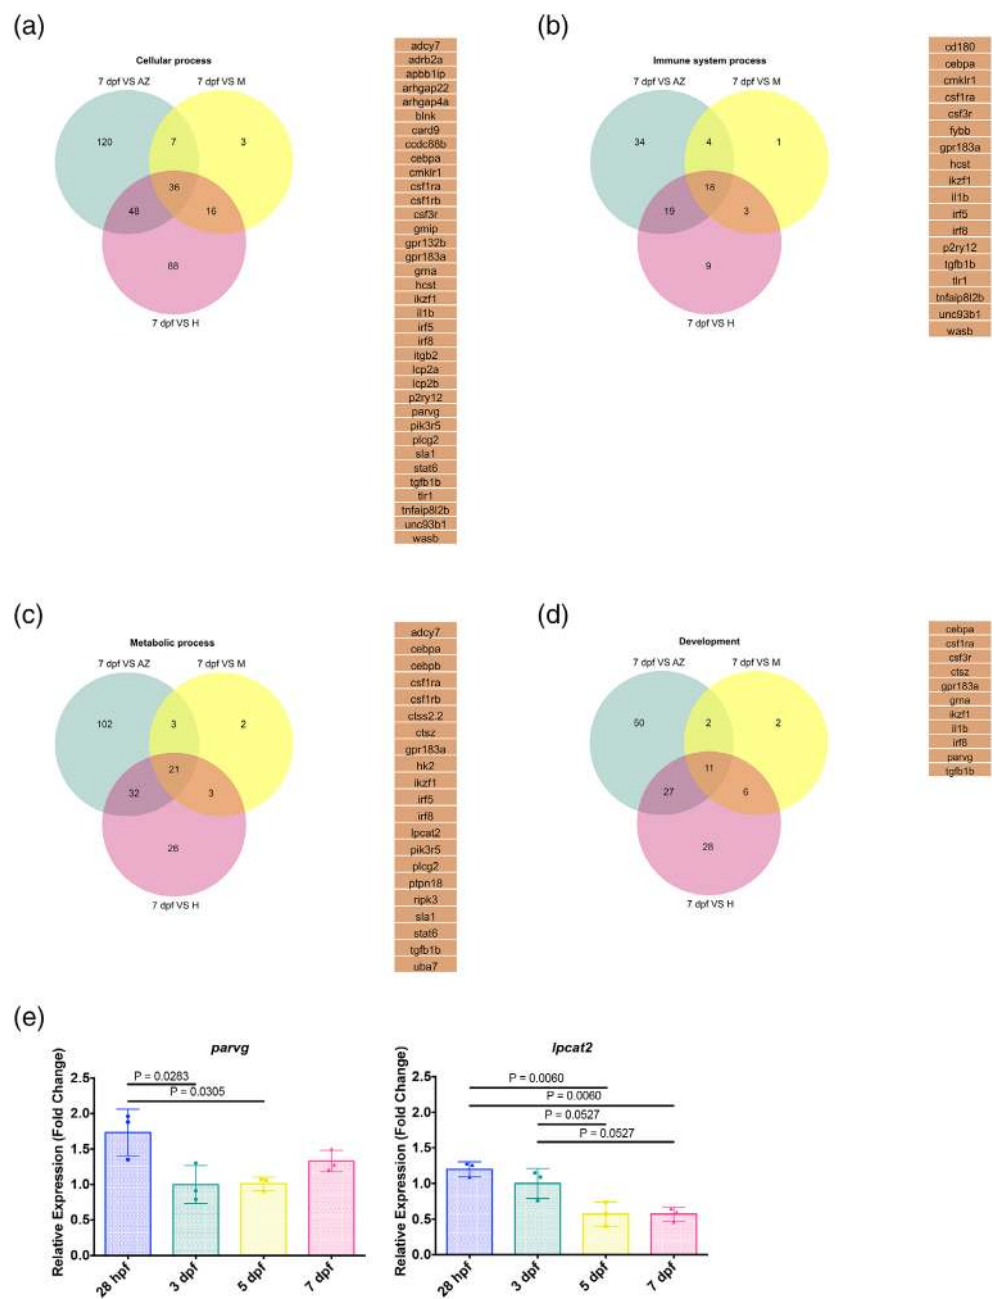 (a)
Cellular process
7 dpf VS AZ
7 dpf VS M
120
7
3
36
48
16
88
7 dpf VS H
adcy7
adrb2a
apbb1ip
arhgap22
arhgap4a
blnk
card9
ccdc88b
cebpa
cmklr1
csf1ra
csf1rb
csf3r
gmip
gpr132b
gpr183a
grna
hcst
ikzf1
il1b
irf5
irf8
itgb2
lcp2a
lcp2b
p2ry12
parvg
pik3r5
plcg2
sla1
stat6
tgfb1b
tlr1
tnfaip8l2b
unc93b1
wasb
(b)
Immune system process
7 dpf VS AZ
7 dpf VS M
34
4
1
18
19
3
9
7 dpf VS H
cd180
cebpa
cmklr1
csf1ra
csf3r
fybb
gpr183a
hcst
ikzf1
il1b
irf5
irf8
p2ry12
tgfb1b
tlr1
tnfaip8l2b
unc93b1
wasb
(c)
Metabolic process
7 dpf VS AZ
7 dpf VS M
102
3
2
21
32
3
26
7 dpf VS H
adcy7
cebpa
cebpb
csf1ra
csf1rb
ctss2.2
ctsz
gpr183a
hk2
ikzf1
irf5
irf8
lpcat2
pik3r5
plcg2
ptpn18
ripk3
sla1
stat6
tgfb1b
uba7
(d)
Development
7 dpf VS AZ
7 dpf VS M
50
2
2
11
27
6
28
7 dpf VS H
cebpa
csf1ra
csf3r
ctsz
gpr183a
grna
ikzf1
il1b
irf8
parvg
tgfb1b
(e)
parvg
Relative Expression (Fold Change)
2.5
2.0
1.5
1.0
0.5
0.0
P = 0.0283
P = 0.0305
28 hpf
3 dpf
5 dpf
7 dpf
lpcat2
Relative Expression (Fold Change)
2.5
2.0
1.5
1.0
0.5
0.0
P = 0.0060
P = 0.0060
P = 0.0527
P = 0.0527
28 hpf
3 dpf
5 dpf
7 dpf